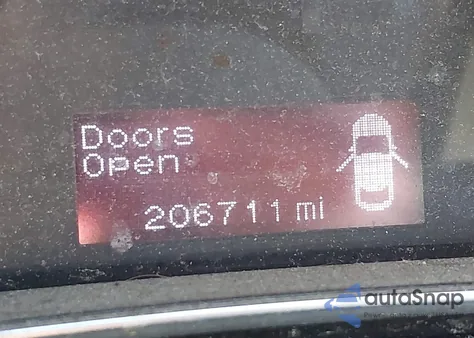 Doors
Open
206711 mi
autoSnap